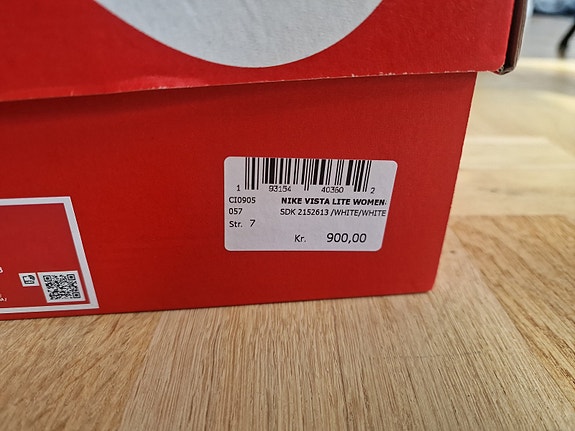 1 93154 40360 2
CI0905 NIKE VISTA LITE WOMEN
057 SDK 2152613 /WHITE/WHITE
Str. 7
Kr. 900,00